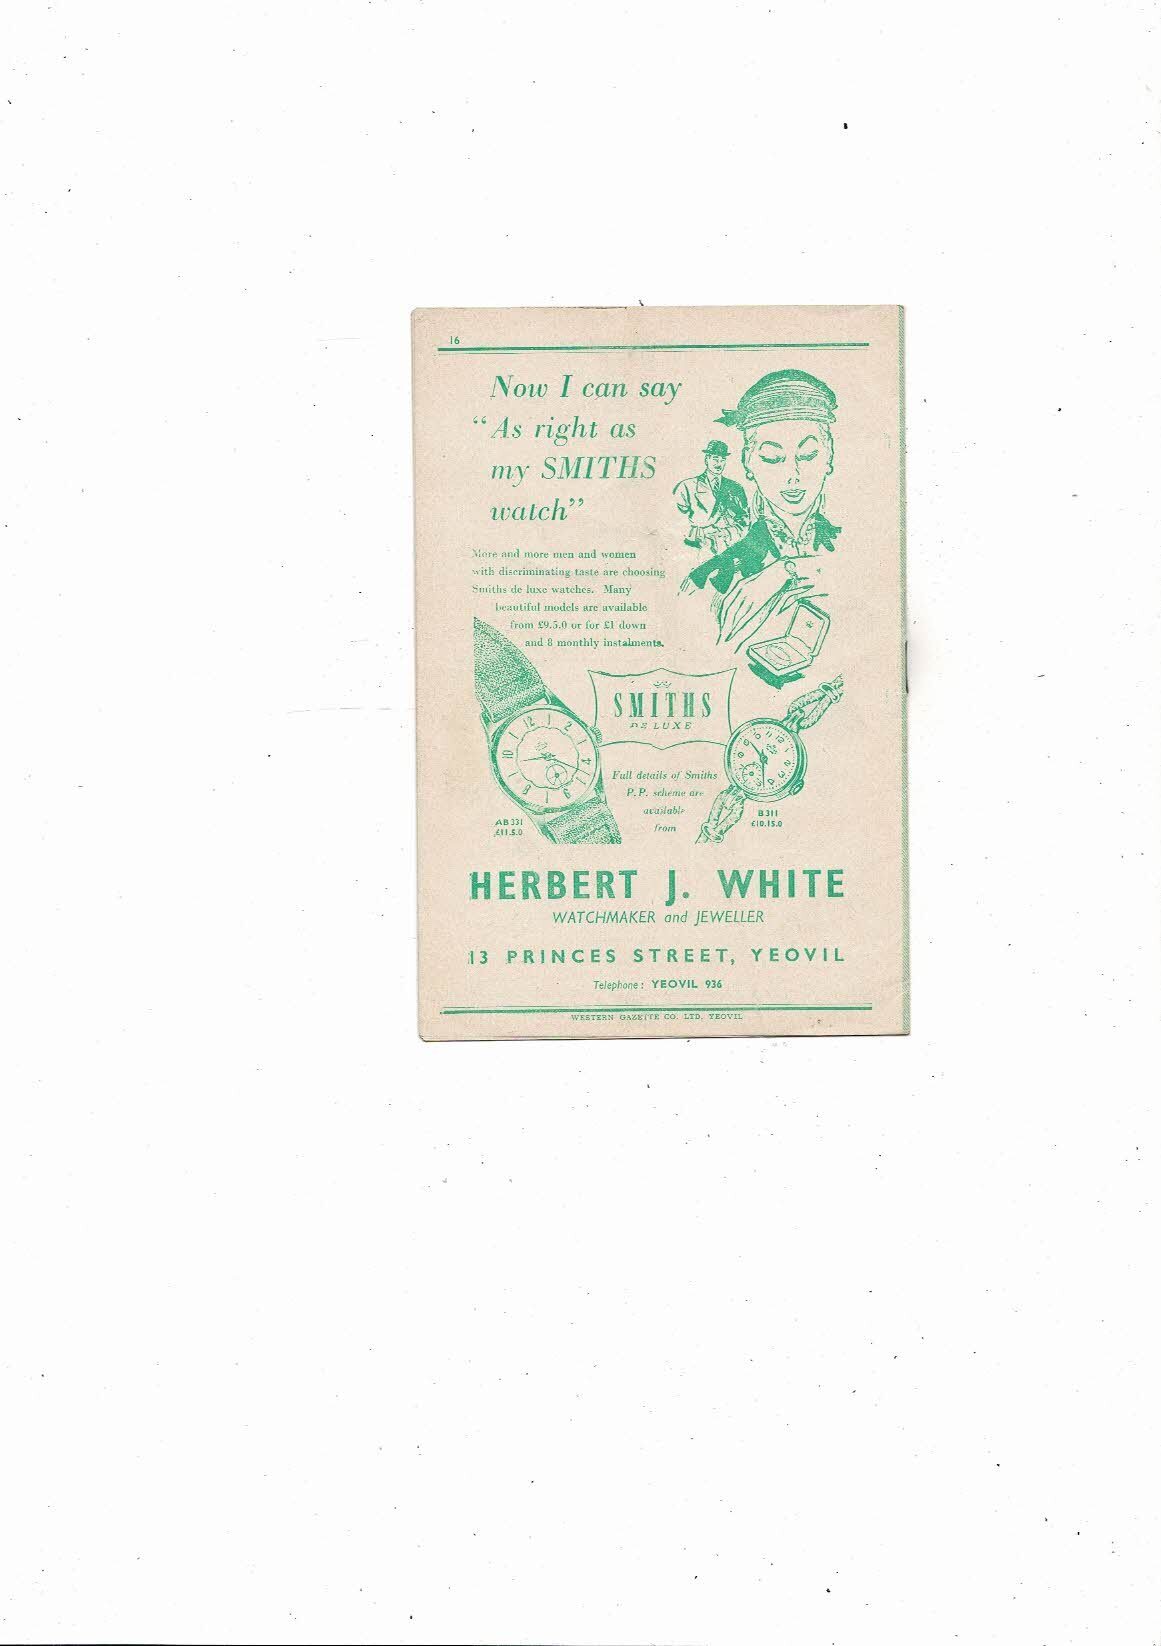 16
Now I can say
“As right as
my SMITHS
watch”
More and more men and women
with discriminating taste are choosing
Smiths de luxe watches. Many
beautiful models are available
from £9.5.0 or for £1 down
and 8 monthly instalments.
SMITHS
DE LUXE
Full details of Smiths
P.P. scheme are
available
from
AB331
£11.5.0
B311
£10.15.0
HERBERT J. WHITE
WATCHMAKER and JEWELLER
13 PRINCES STREET, YEOVIL
Telephone: YEOVIL 936
WESTERN GAZETTE CO. LTD, YEOVIL